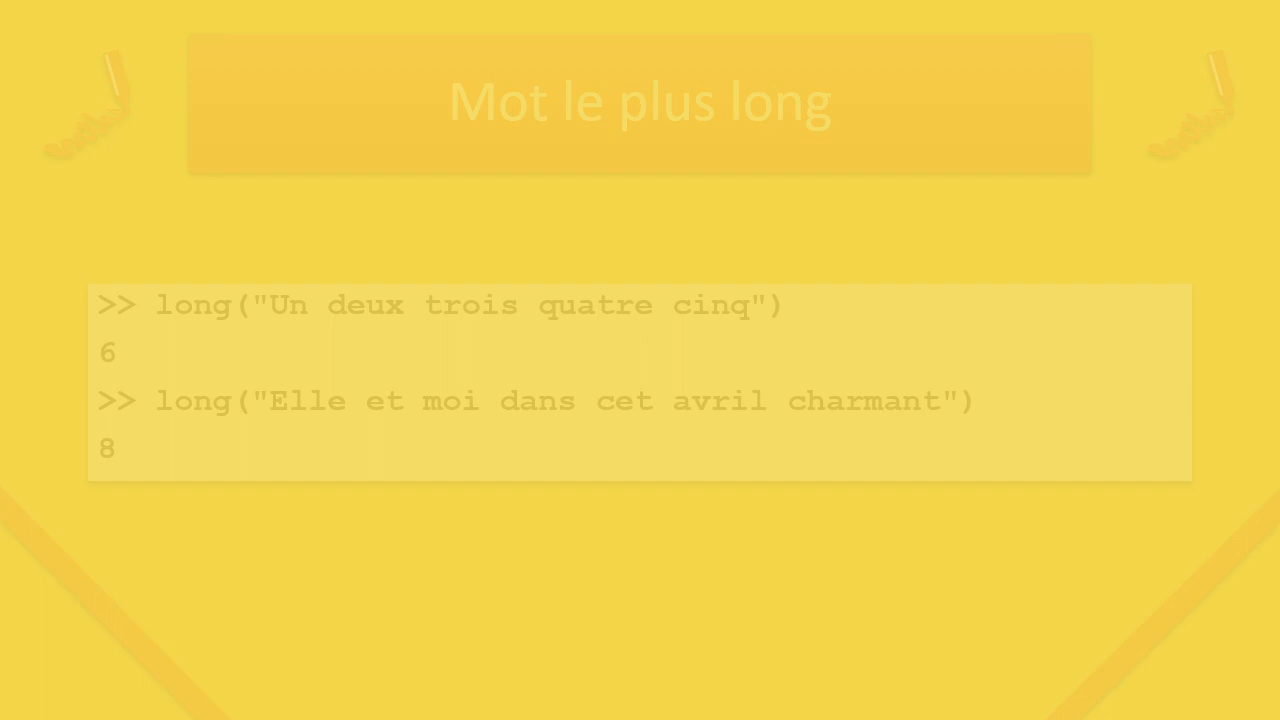 Mot le plus long
>> long("Un deux trois quatre cinq")
6
>> long("Elle et moi dans cet avril charmant")
8